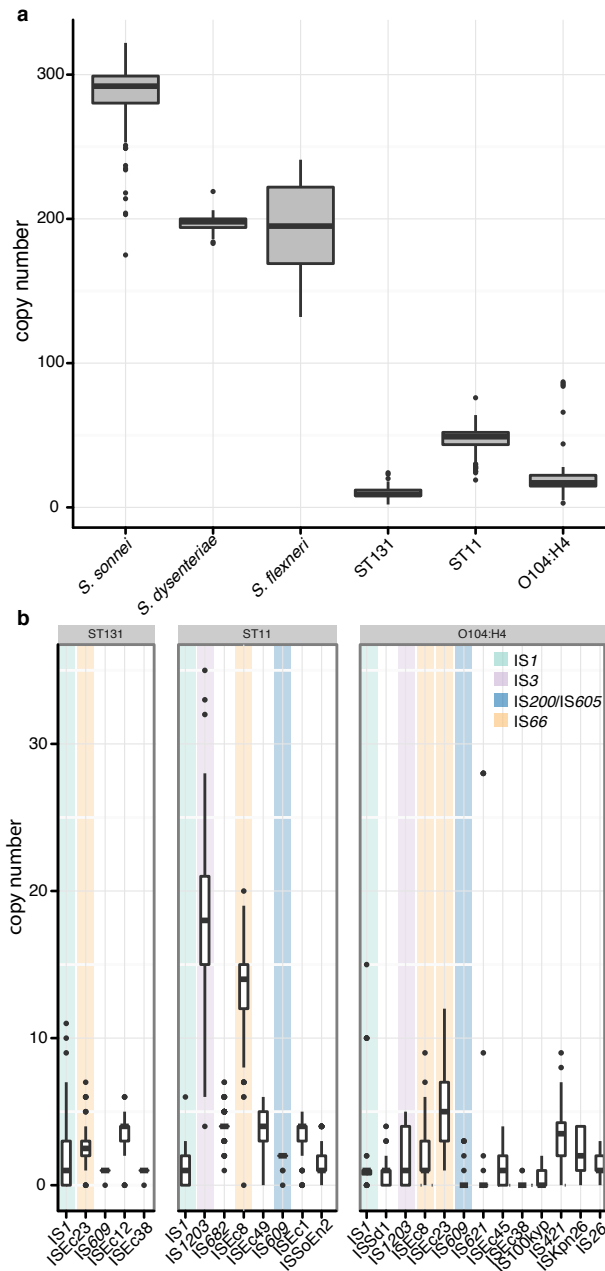 a
300
200
100
0
copy number
S. sonnei
S. dysenteriae
S. flexneri
ST131
ST11
O104:H4
b
ST131
ST11
O104:H4
IS1
IS3
IS200/IS605
IS66
30
20
10
0
copy number
IS1
ISEc23
IS609
ISEc12
ISEc38
IS1
IS1203
IS682
ISEc8
ISEc49
IS609
ISEc1
ISSoEn2
IS1
ISSd1
IS1203
ISEc8
ISEc23
IS609
IS621
ISEc45
ISEc38
IS100kyp
IS421
ISKpn26
IS26